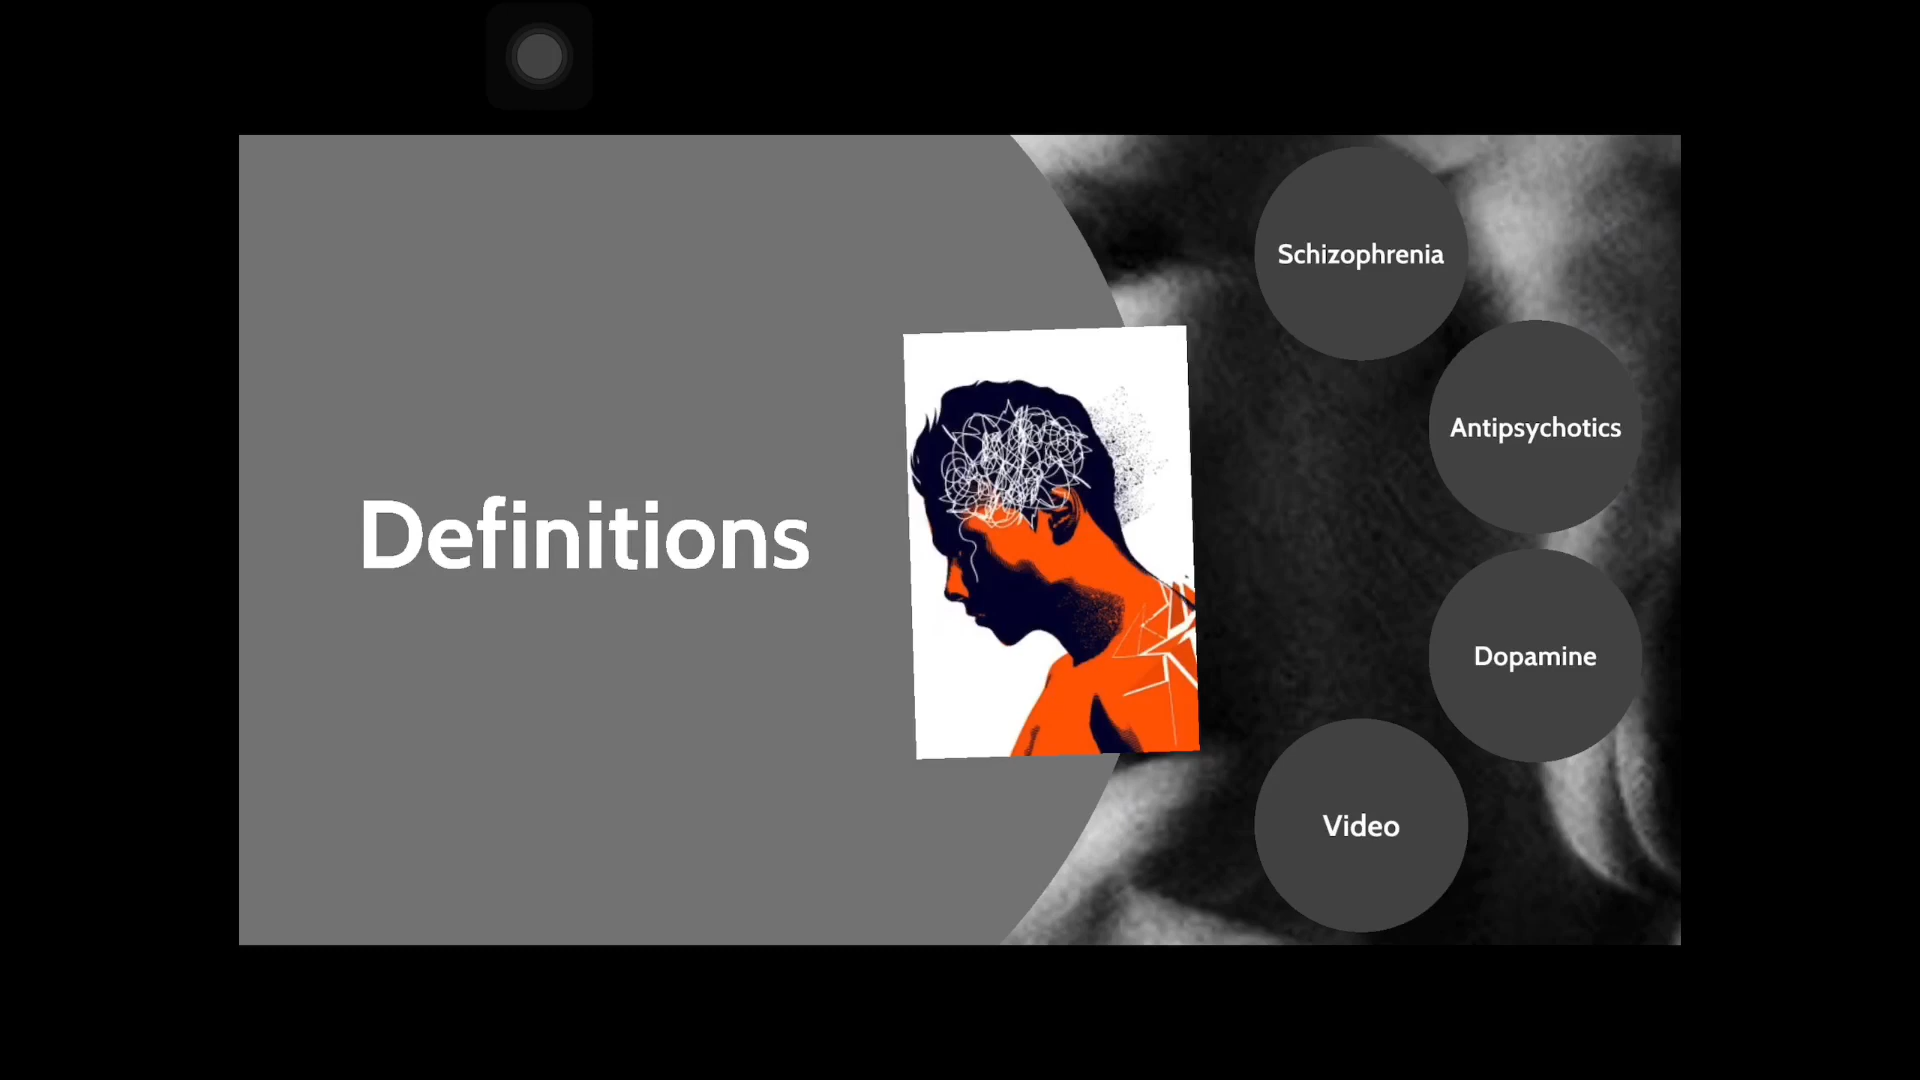 Definitions
Schizophrenia
Antipsychotics
Dopamine
Video